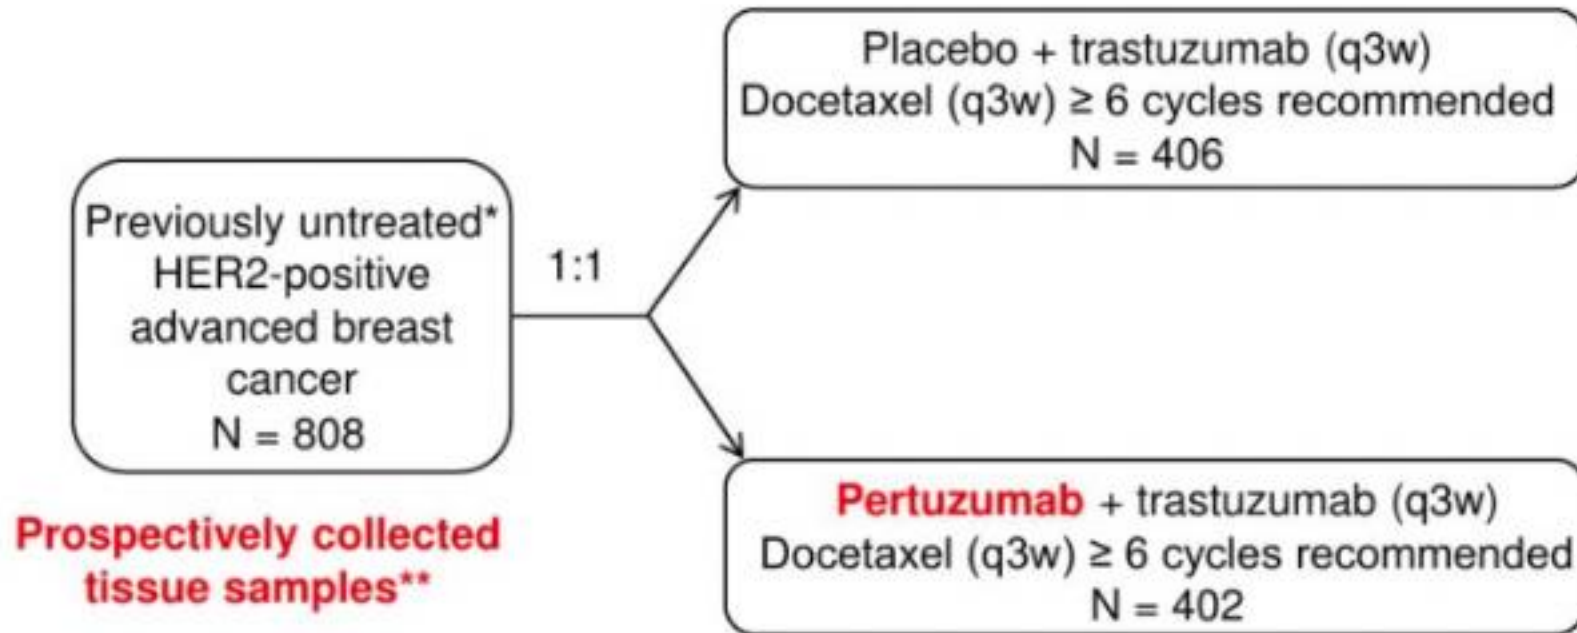 Placebo + trastuzumab (q3w)
Docetaxel (q3w) ≥ 6 cycles recommended
N = 406
Previously untreated*
HER2-positive
advanced breast
cancer
N = 808
1:1
Prospectively collected
tissue samples**
Pertuzumab + trastuzumab (q3w)
Docetaxel (q3w) ≥ 6 cycles recommended
N = 402